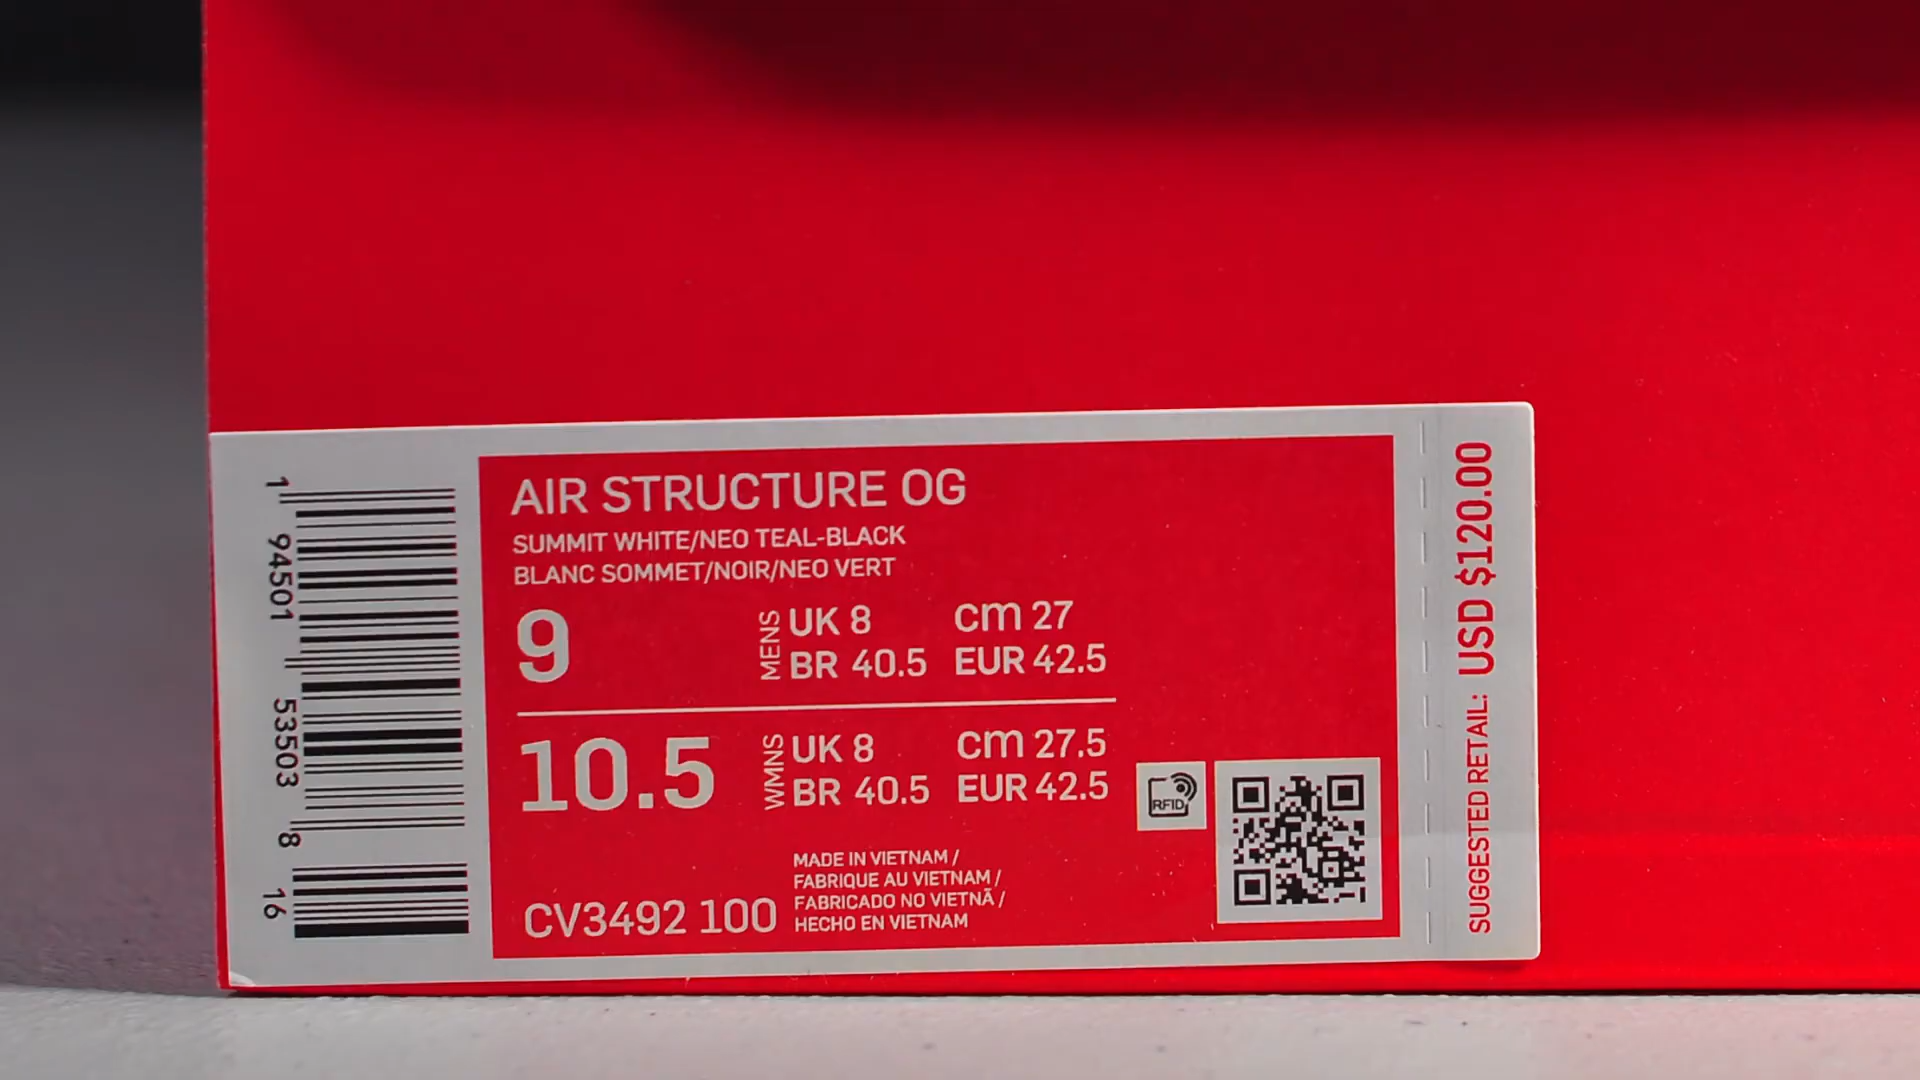 1 94501 53503 8 16
AIR STRUCTURE OG
SUMMIT WHITE/NEO TEAL-BLACK
BLANC SOMMET/NOIR/NEO VERT
9
MENS
UK 8 cm 27
BR 40.5 EUR 42.5
10.5
WMNS
UK 8 cm 27.5
BR 40.5 EUR 42.5
RFID
MADE IN VIETNAM /
FABRIQUE AU VIETNAM /
FABRICADO NO VIETNÃ /
HECHO EN VIETNAM
CV3492 100
SUGGESTED RETAIL: USD $120.00